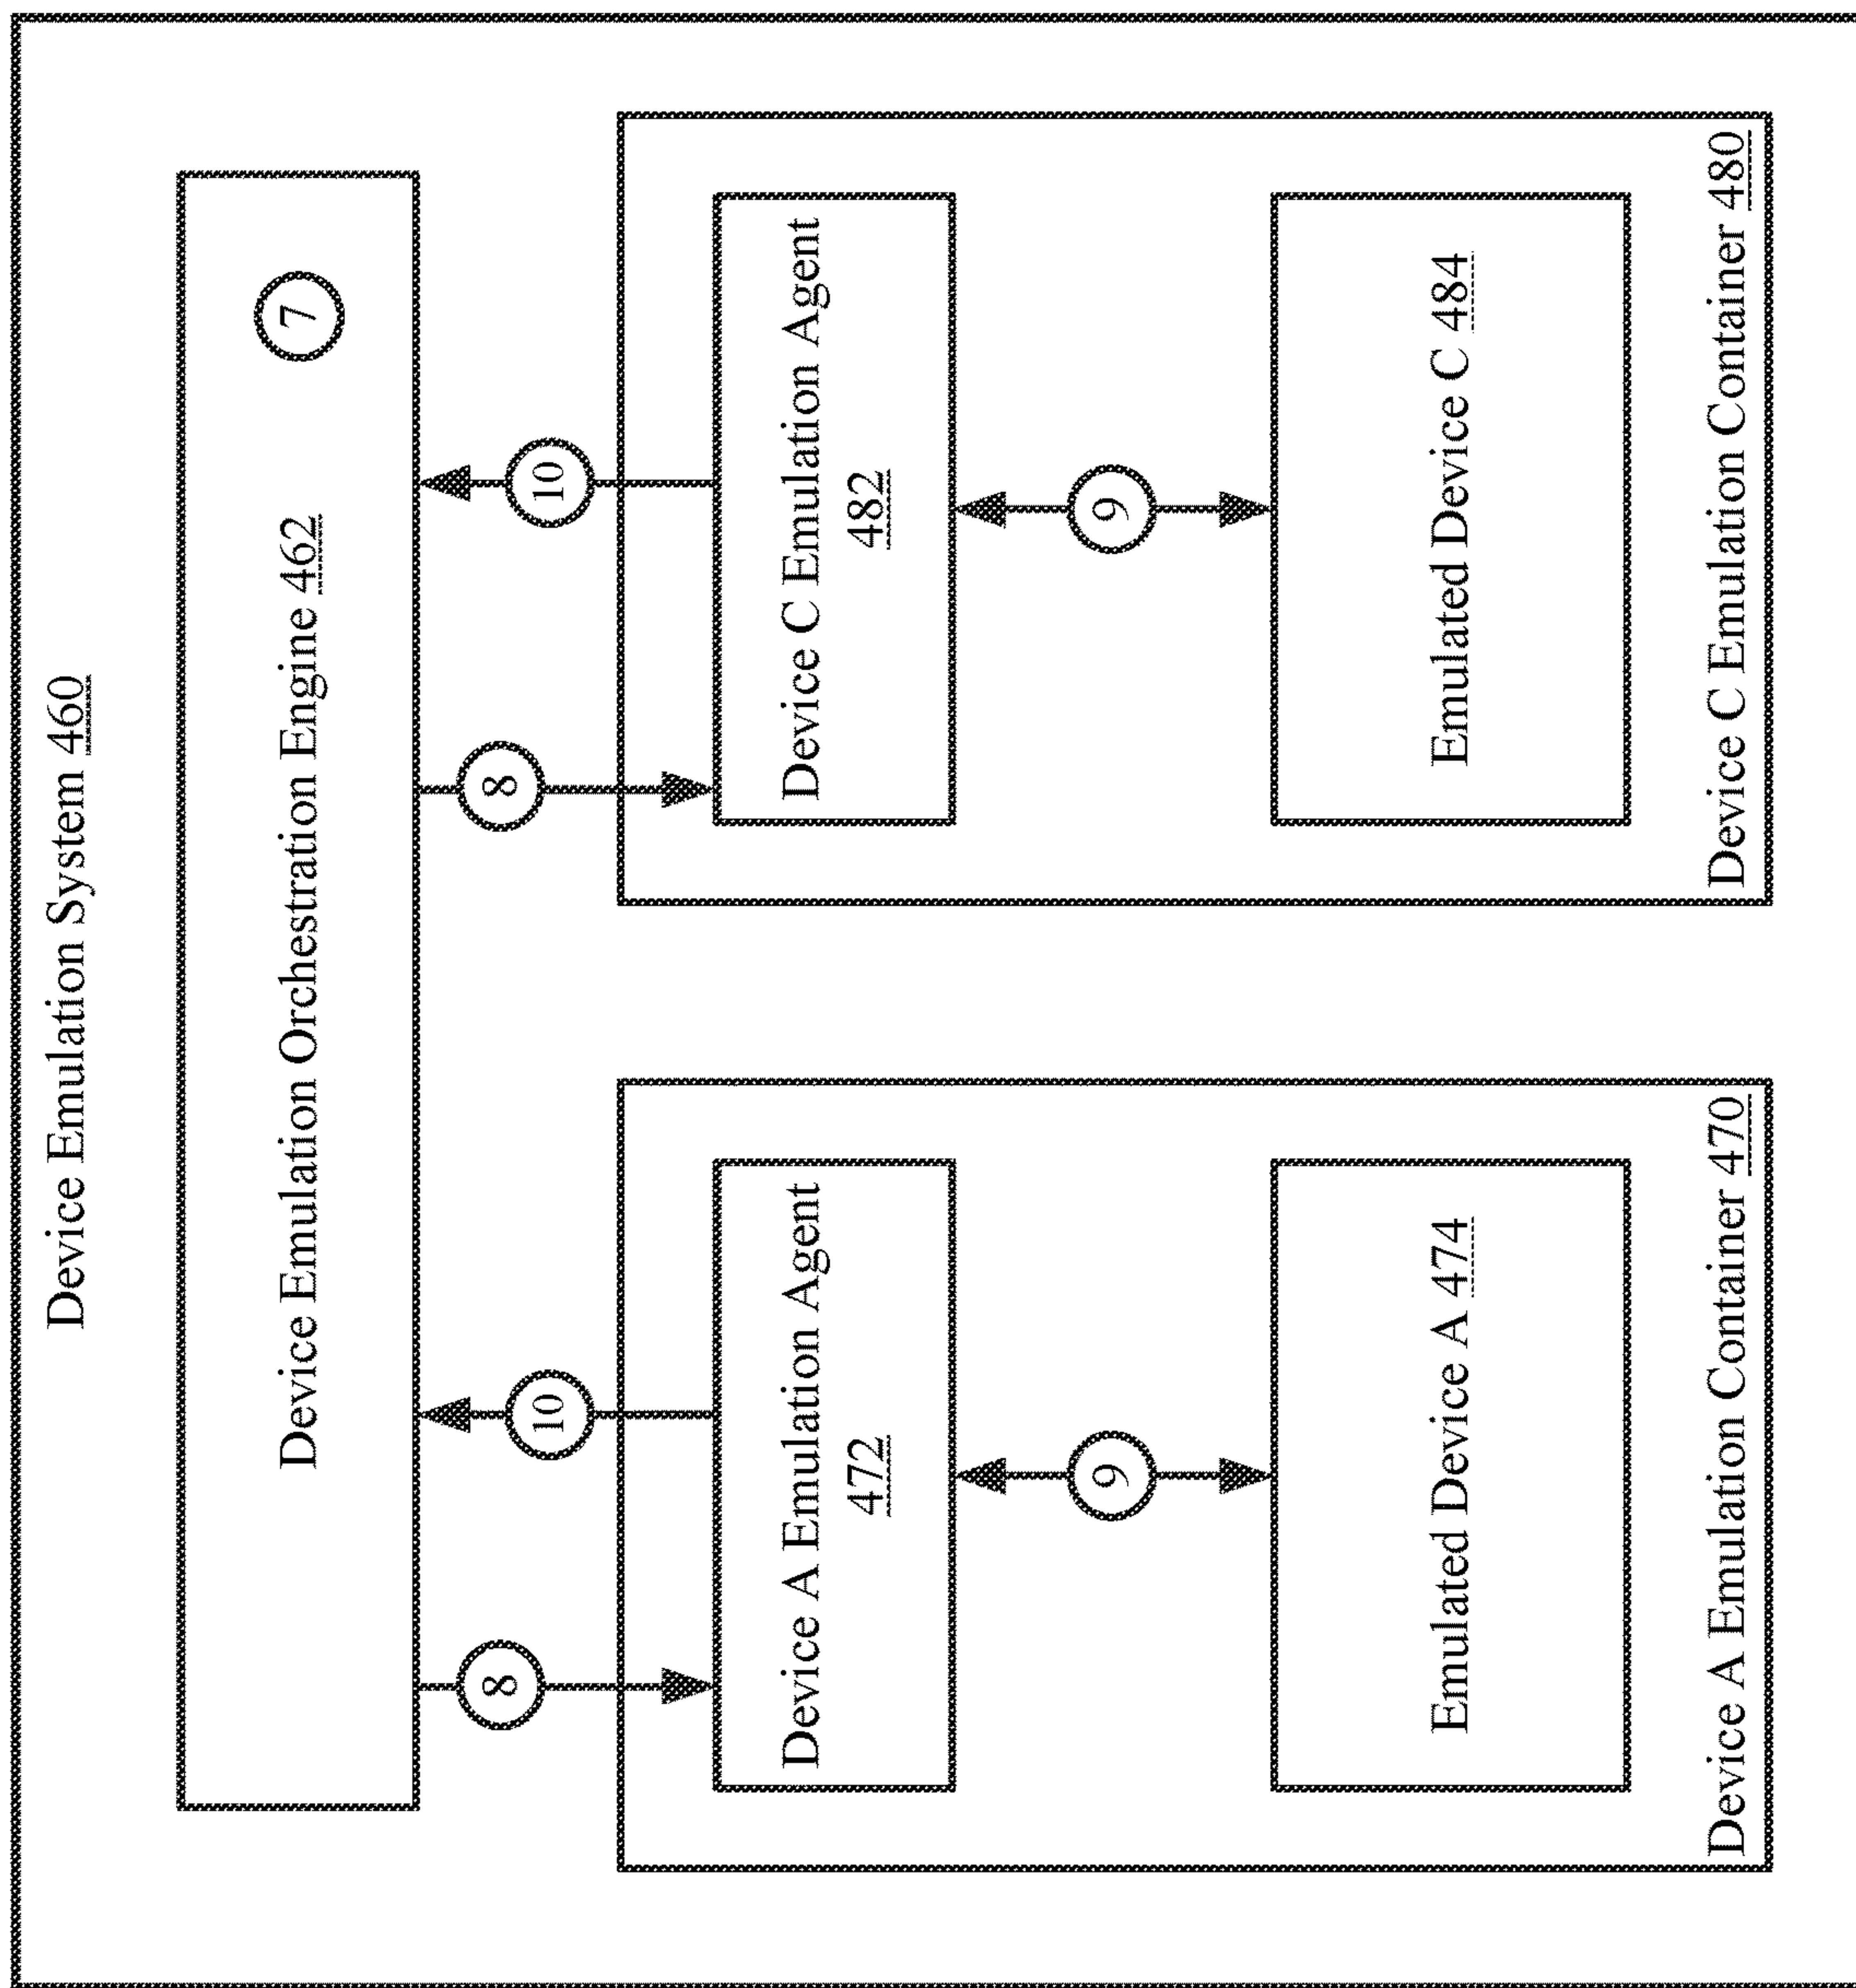 Device Emulation System 460
Device Emulation Orchestration Engine 462
7
8
10
8
10
Device A Emulation Agent
472
Device C Emulation Agent
482
9
9
Emulated Device A 474
Emulated Device C 484
Device A Emulation Container 470
Device C Emulation Container 480